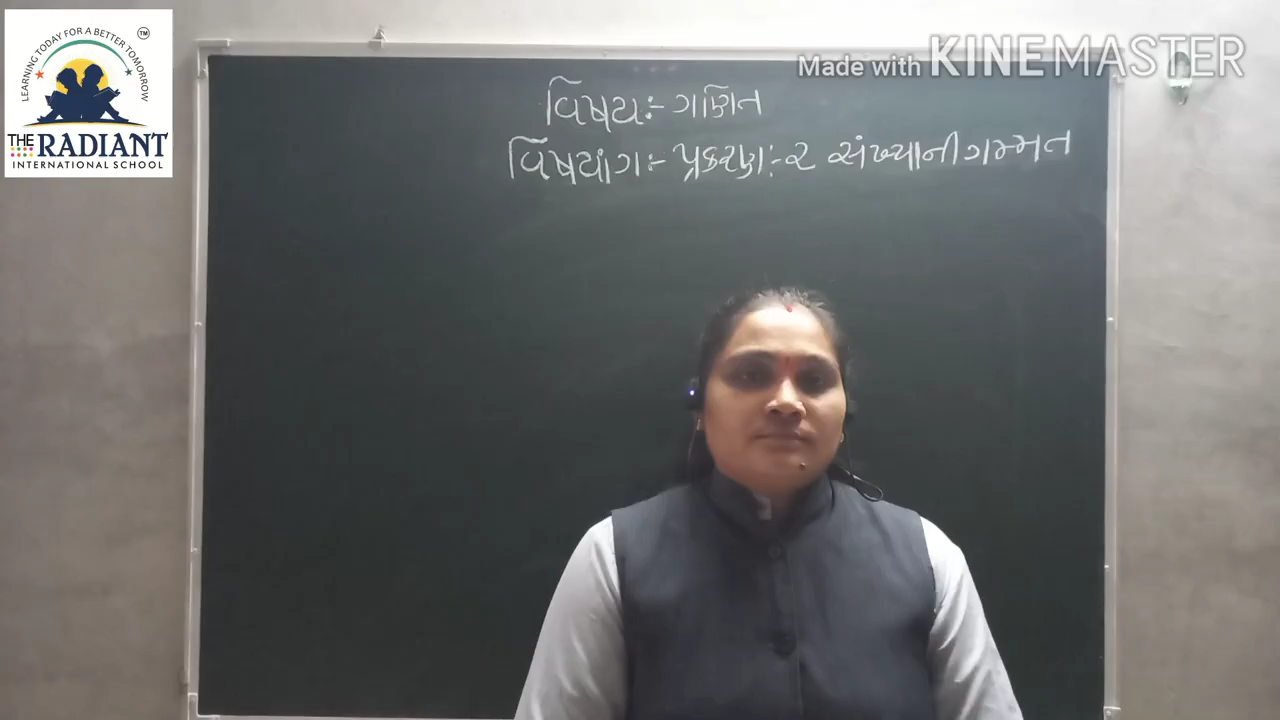 LEARNING TODAY FOR A BETTER TOMORROW
TM
THE RADIANT
INTERNATIONAL SCHOOL
Made with KINEMASTER
વિષય:- ગણિત
વિષયાંગ:- પ્રકરણ:-૨ સંખ્યાની ગમ્મત